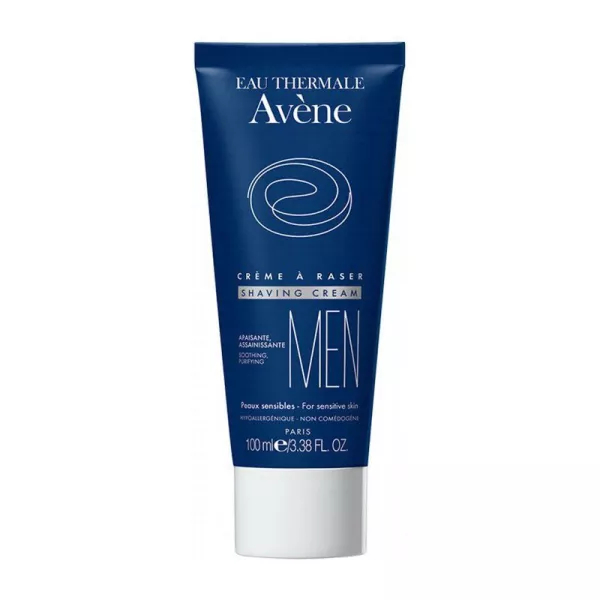 EAU THERMALE
Avène
CRÈME À RASER
SHAVING CREAM
APAISANTE,
ASSAINISSANTE
SOOTHING,
PURIFYING
MEN
Peaux sensibles - For sensitive skin
HYPOALLERGÉNIQUE - NON COMÉDOGÈNE
PARIS
100 ml e/3.38 FL. OZ.